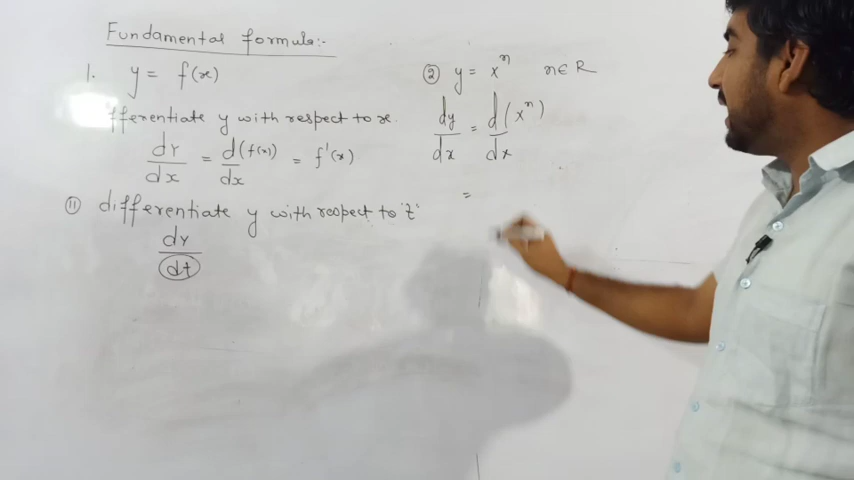 Fundamental formula:-
1. y = f(x)
ifferentiate y with respect to x.
dy/dx = d/dx (f(x)) = f'(x)
(11) differentiate y with respect to 't'
dy/dt
② y = x^n n∈R
dy/dx = d/dx (x^n)
=